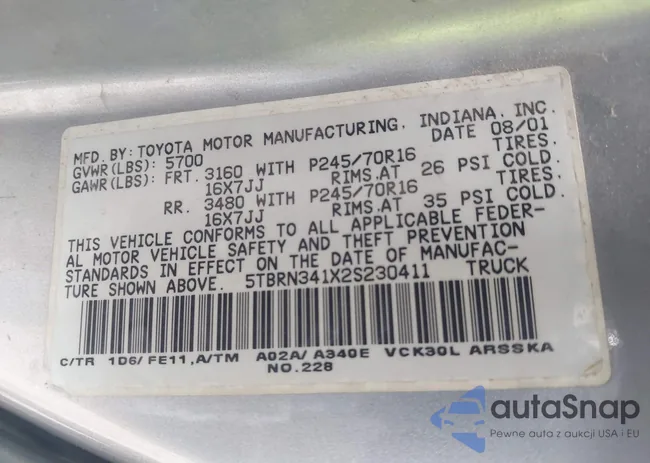 MFD. BY: TOYOTA MOTOR MANUFACTURING, INDIANA, INC.
GVWR(LBS): 5700 DATE 08/01
GAWR(LBS): FRT. 3160 WITH P245/70R16 TIRES.
16X7JJ RIMS.AT 26 PSI COLD.
RR. 3480 WITH P245/70R16 TIRES.
16X7JJ RIMS.AT 35 PSI COLD.
THIS VEHICLE CONFORMS TO ALL APPLICABLE FEDER-
AL MOTOR VEHICLE SAFETY AND THEFT PREVENTION
STANDARDS IN EFFECT ON THE DATE OF MANUFAC-
TURE SHOWN ABOVE. 5TBRN341X2S230411 TRUCK
C/TR 1D6/FE11,A/TM A02A/A340E VCK30L ARSSKA
NO.228
autaSnap
Pewne auta z aukcji USA i EU